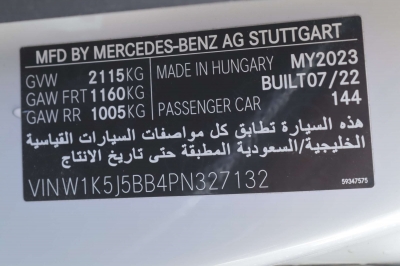 MFD BY MERCEDES-BENZ AG STUTTGART
GVW 2115KG MADE IN HUNGARY MY2023
GAW FRT 1160KG BUILT07/22
GAW RR 1005KG PASSENGER CAR 144
هذه السيارة تطابق كل مواصفات السيارات القياسية
الخليجية/السعودية المطبقة حتى تاريخ الانتاج
VINW1K5J5BB4PN327132
59347575